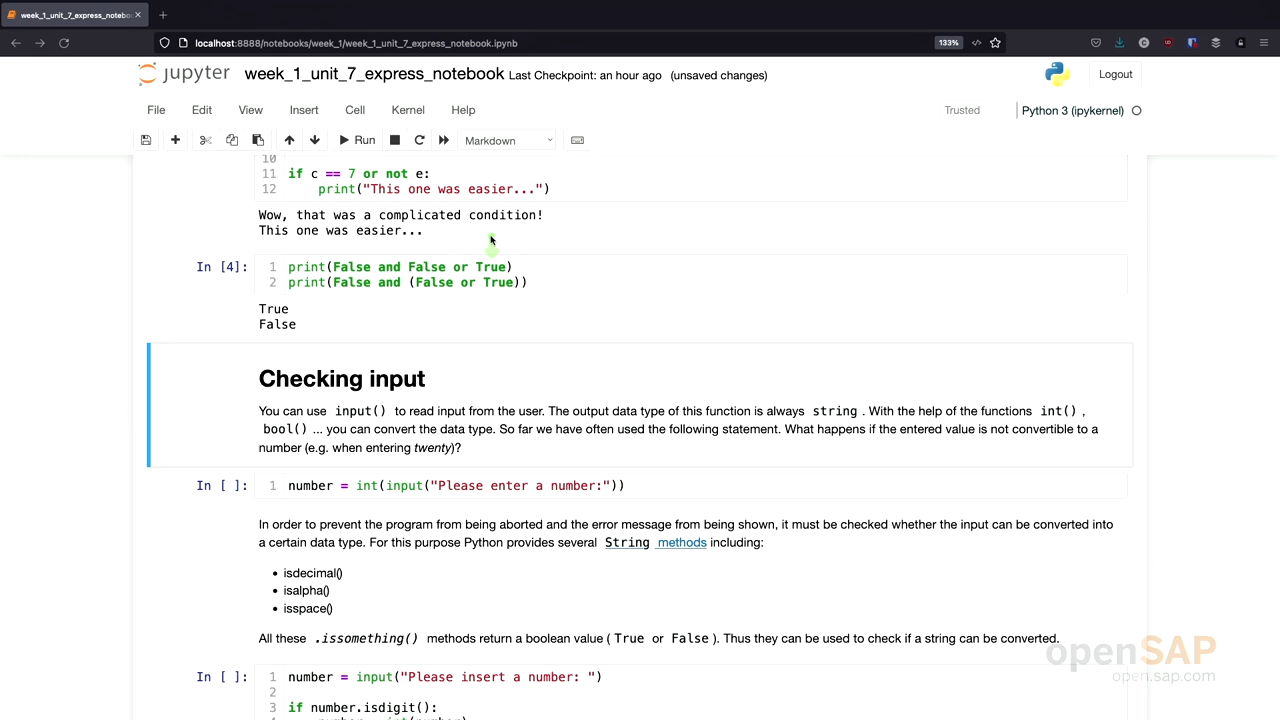 week_1_unit_7_express_notebo
localhost:8888/notebooks/week_1/week_1_unit_7_express_notebook.ipynb
133%
jupyter week_1_unit_7_express_notebook Last Checkpoint: an hour ago (unsaved changes)
Logout
File Edit View Insert Cell Kernel Help
Trusted
Python 3 (ipykernel)
Run
Markdown
10
11 if c == 7 or not e:
12 print("This one was easier...")
Wow, that was a complicated condition!
This one was easier...
In [4]: 1 print(False and False or True)
2 print(False and (False or True))
True
False
Checking input
You can use input() to read input from the user. The output data type of this function is always string . With the help of the functions int() ,
bool() ... you can convert the data type. So far we have often used the following statement. What happens if the entered value is not convertible to a
number (e.g. when entering twenty)?
In [ ]: 1 number = int(input("Please enter a number:"))
In order to prevent the program from being aborted and the error message from being shown, it must be checked whether the input can be converted into
a certain data type. For this purpose Python provides several String methods including:
• isdecimal()
• isalpha()
• isspace()
All these .issomething() methods return a boolean value ( True or False ). Thus they can be used to check if a string can be converted.
In [ ]: 1 number = input("Please insert a number: ")
2
3 if number.isdigit():
openSAP
open.sap.com